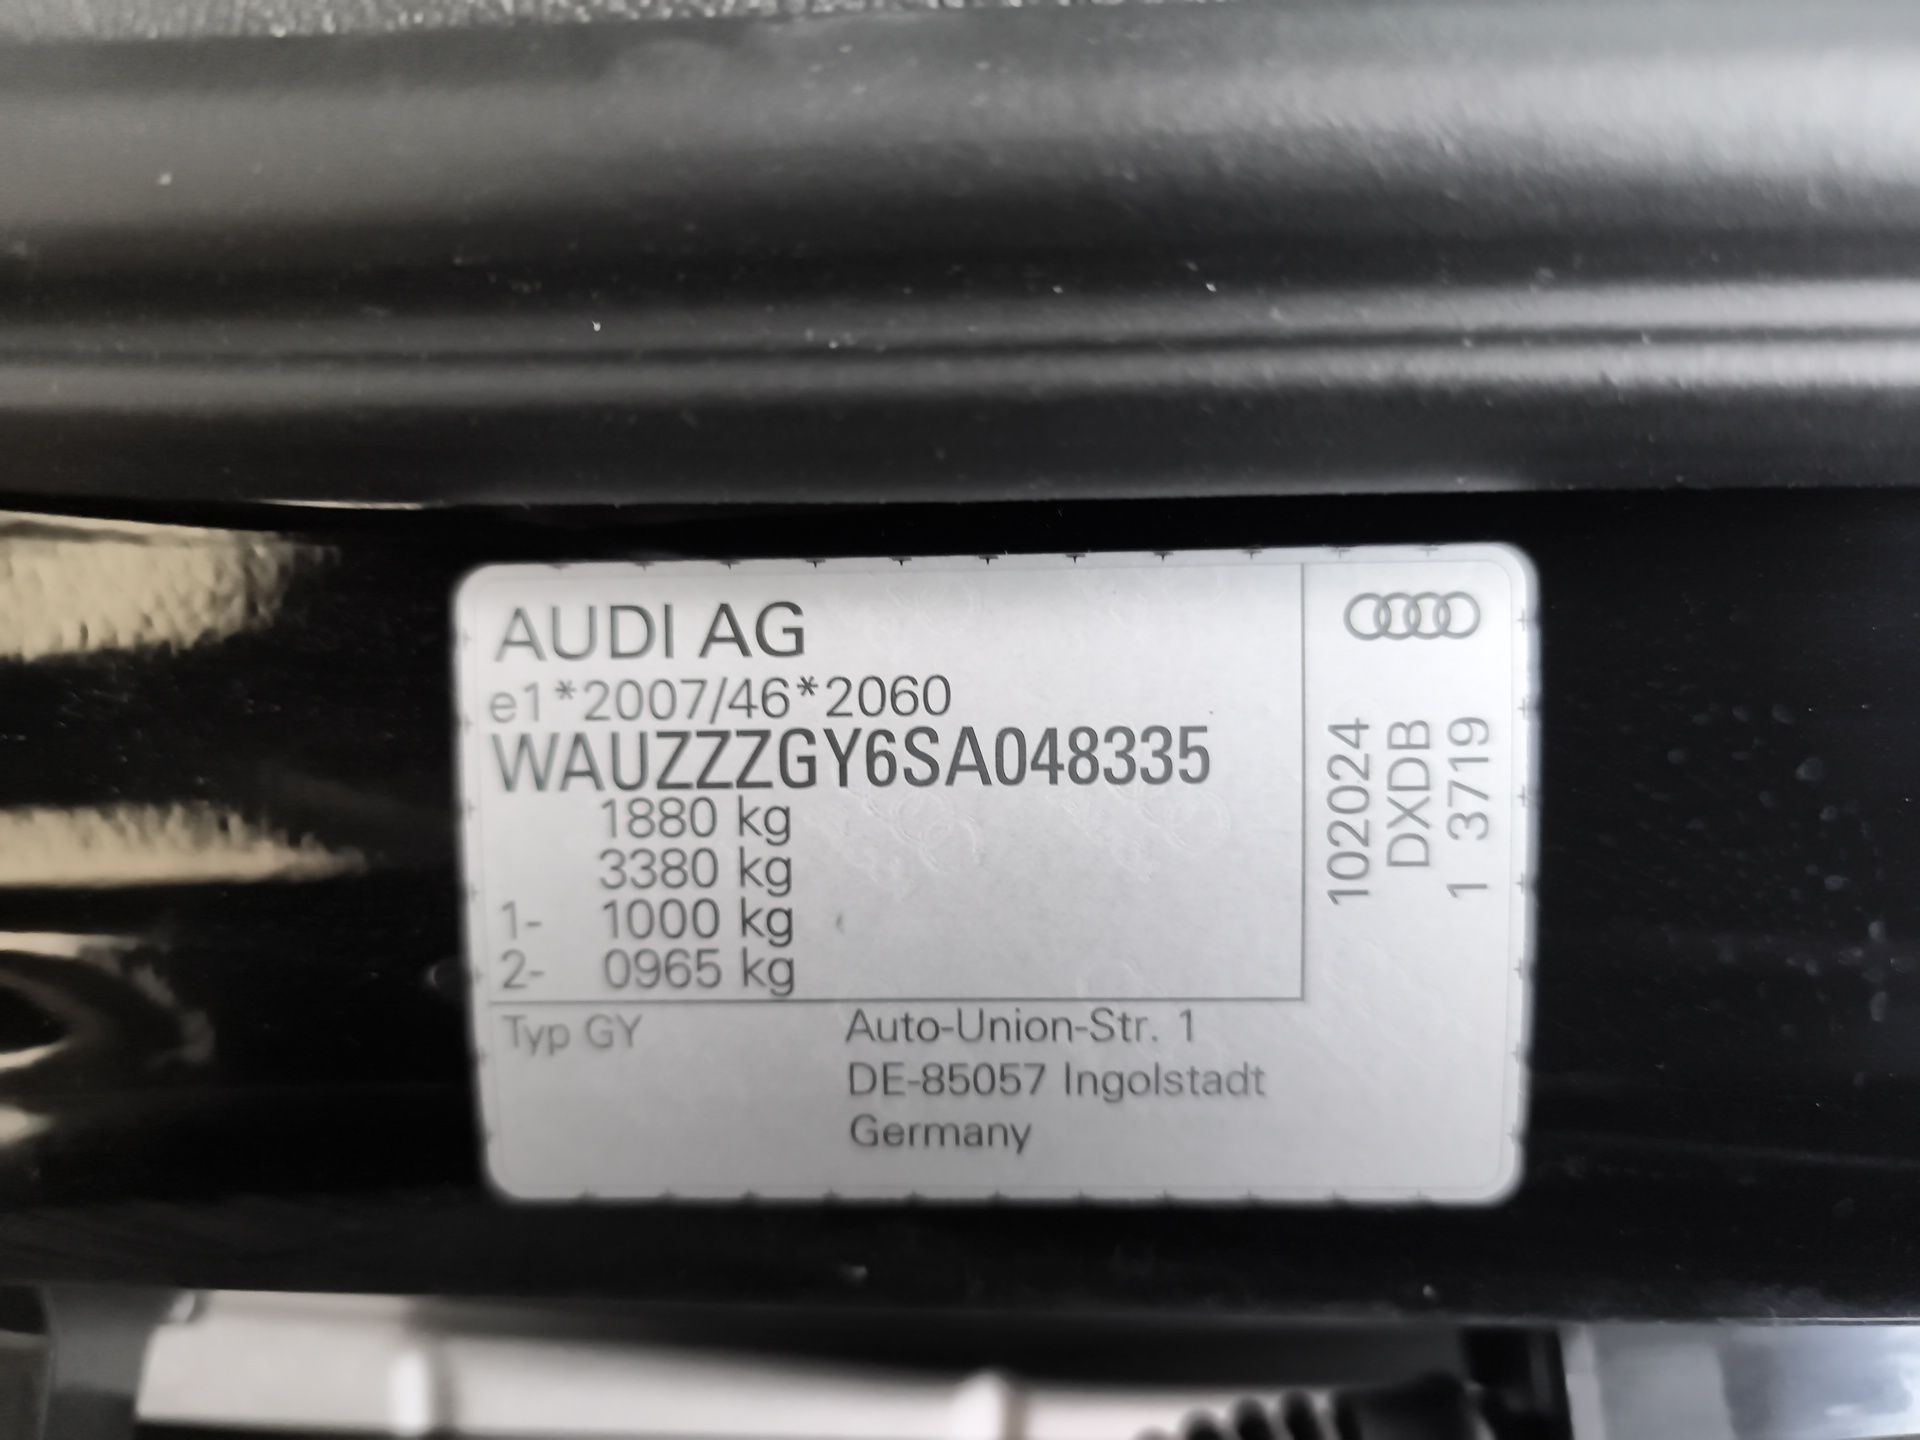 AUDI AG
e1*2007/46*2060
WAUZZZGY6SA048335
1880 kg
3380 kg
1- 1000 kg
2- 0965 kg
Typ GY
Auto-Union-Str. 1
DE-85057 Ingolstadt
Germany
102024
DXDB
1 3719